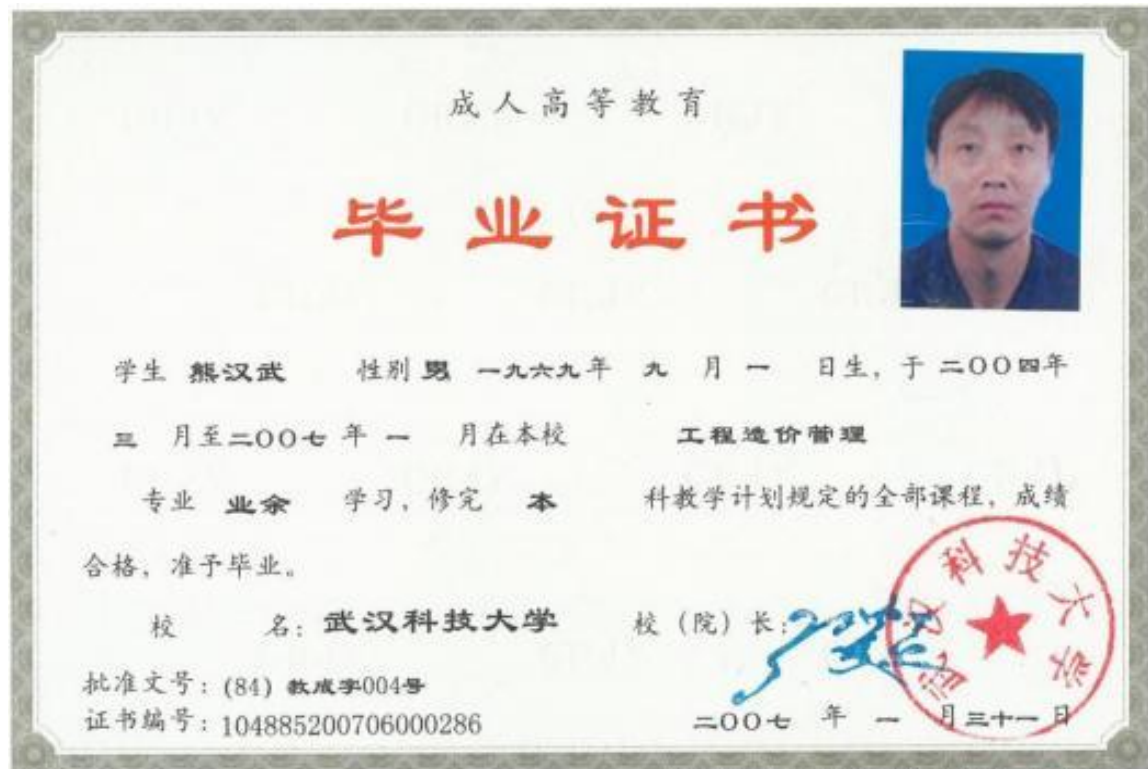 成人高等教育
毕业证书
学生 熊汉武 性别 男 一九六九年 九 月 一 日生，于 二〇〇四年
三 月至二〇〇七 年 一 月在本校 工程造价管理
专业 业余 学习，修完 本 科教学计划规定的全部课程，成绩
合格，准予毕业。
校 名：武汉科技大学 校（院）长：
批准文号：(84) 教成字004号
证书编号：104885200706000286
二〇〇七 年 一 月三十一日
武汉科技大学